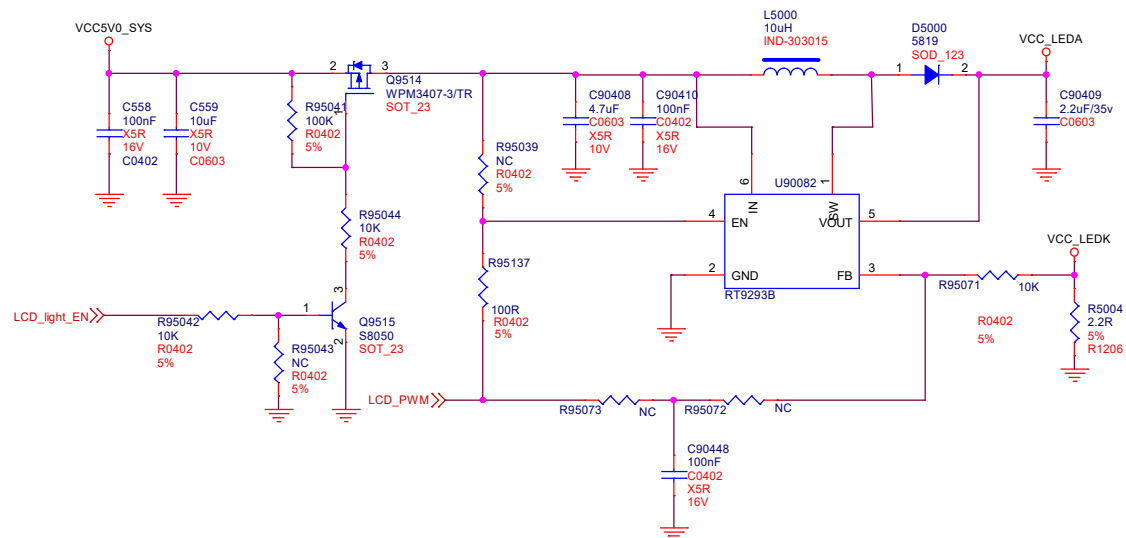 VCC5V0_SYS
C558
100nF
X5R
16V
C0402
C559
10uF
X5R
10V
C0603
R95041
100K
R0402
5%
2
3
1
Q9514
WPM3407-3/TR
SOT_23
R95044
10K
R0402
5%
LCD_light_EN
R95042
10K
R0402
5%
R95043
NC
R0402
5%
1
3
2
Q9515
S8050
SOT_23
R95039
NC
R0402
5%
R95137
100R
R0402
5%
LCD_PWM
C90408
4.7uF
C0603
X5R
10V
C90410
100nF
C0402
X5R
16V
L5000
10uH
IND-303015
D5000
5819
SOD_123
1
2
VCC_LEDA
C90409
2.2uF/35v
C0603
U90082
6
IN
1
SW
4
EN
VOUT
5
2
GND
FB
3
RT9293B
VCC_LEDK
R95071
10K
R0402
5%
R5004
2.2R
5%
R1206
R95073
NC
R95072
NC
C90448
100nF
C0402
X5R
16V